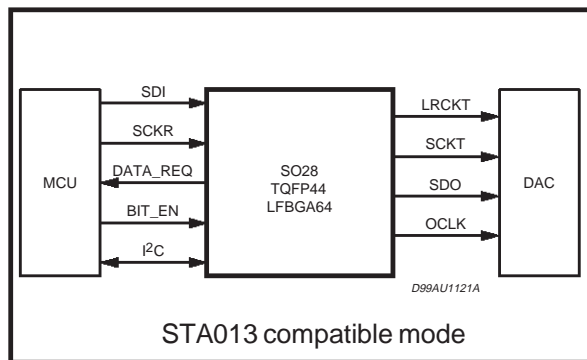 SDI
SCKR
DATA_REQ
BIT_EN
I²C
MCU
SO28
TQFP44
LFBGA64
LRCKT
SCKT
SDO
OCLK
DAC
D99AU1121A
STA013 compatible mode